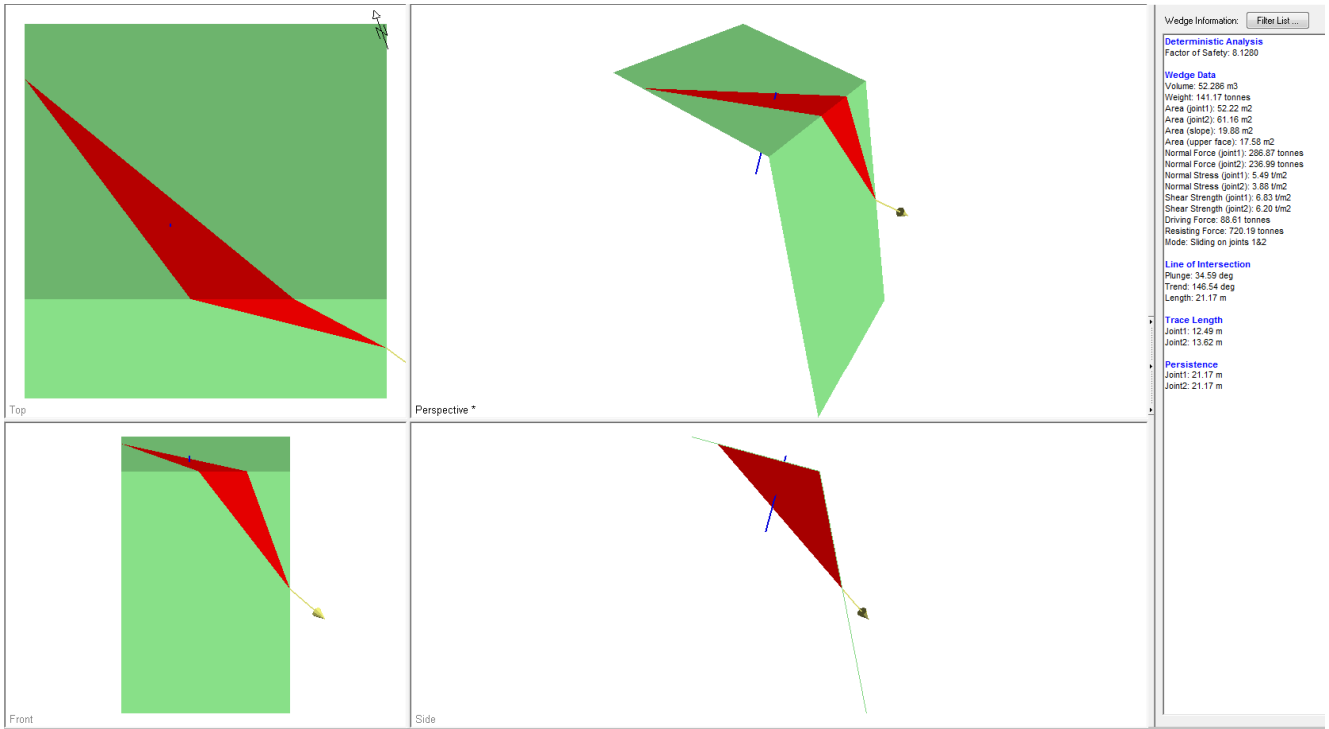 N
Top
Perspective *
Front
Side
Wedge Information:
Filter List ...
Deterministic Analysis
Factor of Safety: 8.1280
Wedge Data
Volume: 52.286 m3
Weight: 141.17 tonnes
Area (joint1): 52.22 m2
Area (joint2): 61.16 m2
Area (slope): 19.88 m2
Area (upper face): 17.58 m2
Normal Force (joint1): 286.87 tonnes
Normal Force (joint2): 236.99 tonnes
Normal Stress (joint1): 5.49 t/m2
Normal Stress (joint2): 3.88 t/m2
Shear Strength (joint1): 6.83 t/m2
Shear Strength (joint2): 6.20 t/m2
Driving Force: 88.61 tonnes
Resisting Force: 720.19 tonnes
Mode: Sliding on joints 1&2
Line of Intersection
Plunge: 34.59 deg
Trend: 146.54 deg
Length: 21.17 m
Trace Length
Joint1: 12.49 m
Joint2: 13.62 m
Persistence
Joint1: 21.17 m
Joint2: 21.17 m